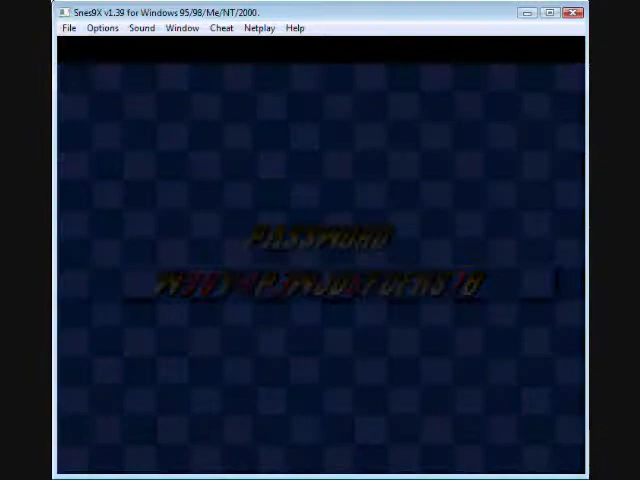 Snes9X v1.39 for Windows 95/98/Me/NT/2000.
File Options Sound Window Cheat Netplay Help
PASSWORD